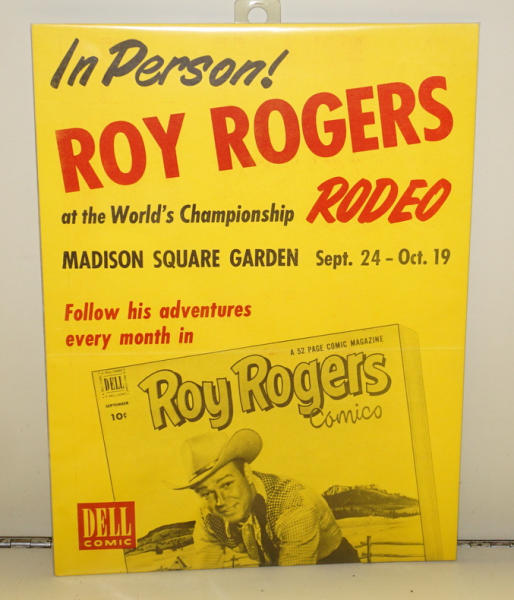 In Person!
ROY ROGERS
at the World's Championship RODEO
MADISON SQUARE GARDEN Sept. 24 - Oct. 19
Follow his adventures
every month in
A 52 PAGE COMIC MAGAZINE
DELL
SEPTEMBER
10¢
Roy Rogers
Comics
DELL
COMIC